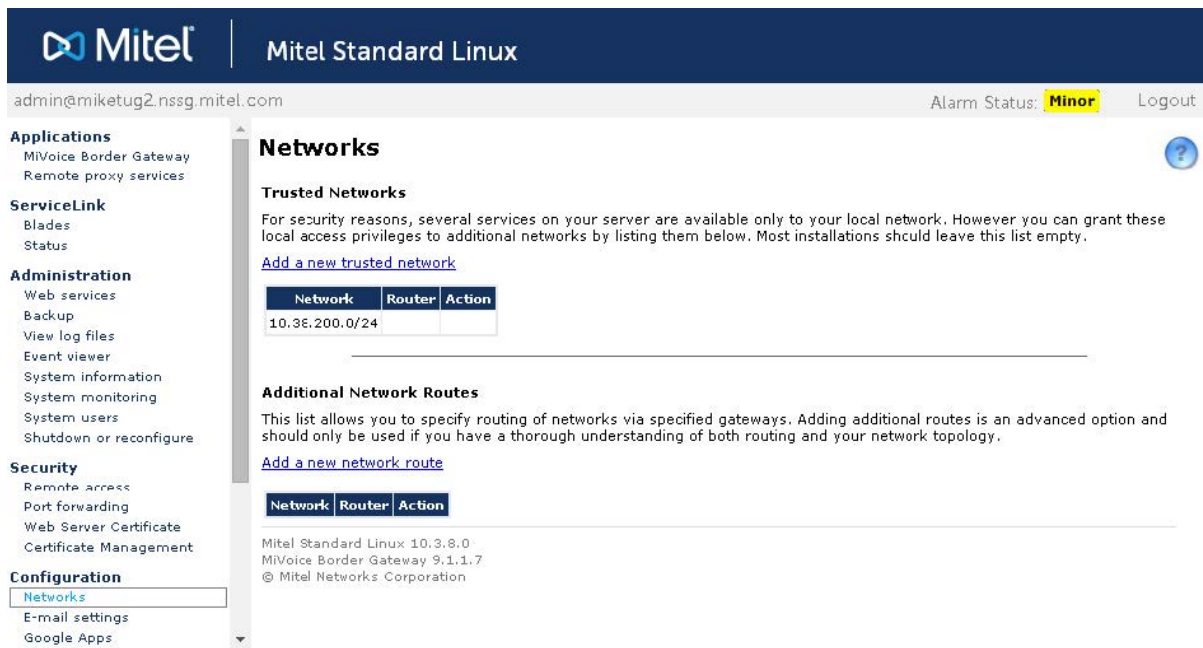 Mitel
Mitel Standard Linux
admin@miketug2.nssg.mitel.com
Alarm Status: Minor
Logout
Applications
MiVoice Border Gateway
Remote proxy services
ServiceLink
Blades
Status
Administration
Web services
Backup
View log files
Event viewer
System information
System monitoring
System users
Shutdown or reconfigure
Security
Remote access
Port forwarding
Web Server Certificate
Certificate Management
Configuration
Networks
E-mail settings
Google Apps
Networks
?
Trusted Networks
For security reasons, several services on your server are available only to your local network. However you can grant these
local access privileges to additional networks by listing them below. Most installations should leave this list empty.
Add a new trusted network
Network Router Action
10.36.200.0/24
Additional Network Routes
This list allows you to specify routing of networks via specified gateways. Adding additional routes is an advanced option and
should only be used if you have a thorough understanding of both routing and your network topology.
Add a new network route
Network Router Action
Mitel Standard Linux 10.3.8.0
MiVoice Border Gateway 9.1.1.7
© Mitel Networks Corporation